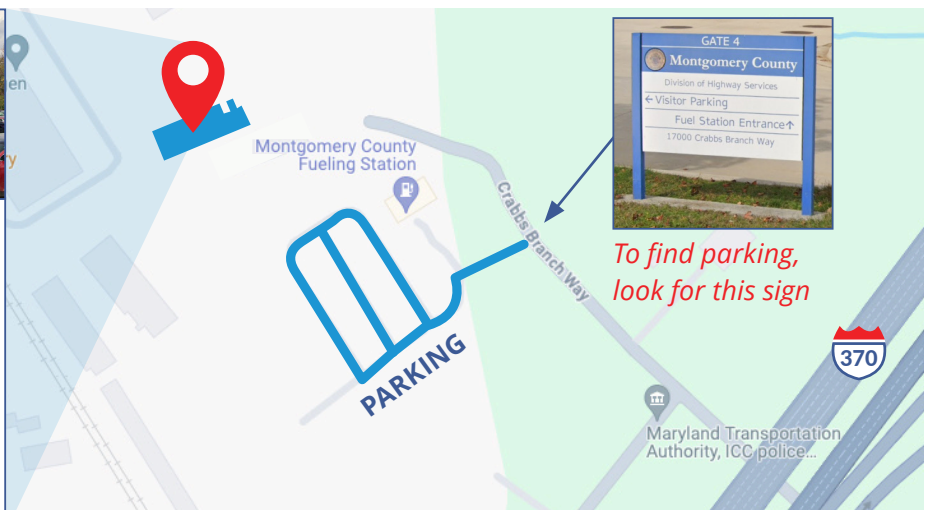 en
y
Montgomery County
Fueling Station
PARKING
Crabbs Branch Way
GATE 4
Montgomery County
Division of Highway Services
←Visitor Parking
Fuel Station Entrance↑
17000 Crabbs Branch Way
To find parking,
look for this sign
370
Maryland Transportation
Authority, ICC police...